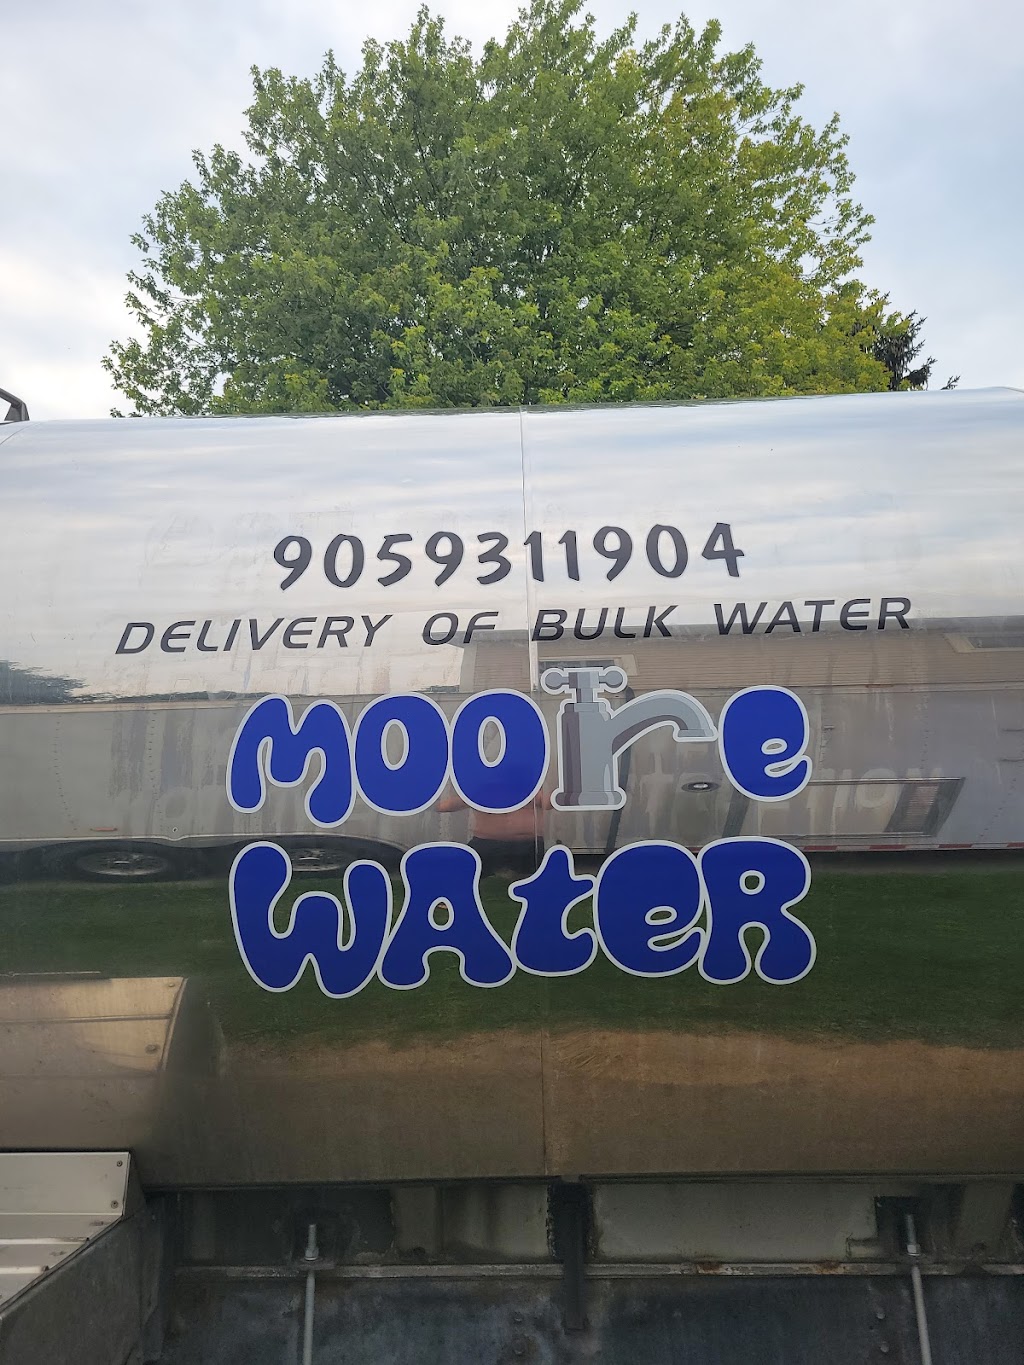 9059311904
DELIVERY OF BULK WATER
MOOre
WAteR